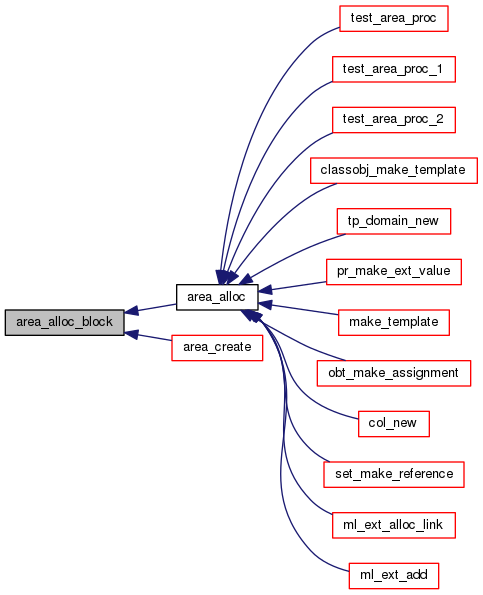 test_area_proc
test_area_proc_1
test_area_proc_2
classobj_make_template
tp_domain_new
pr_make_ext_value
area_alloc
area_alloc_block
make_template
area_create
obt_make_assignment
col_new
set_make_reference
ml_ext_alloc_link
ml_ext_add